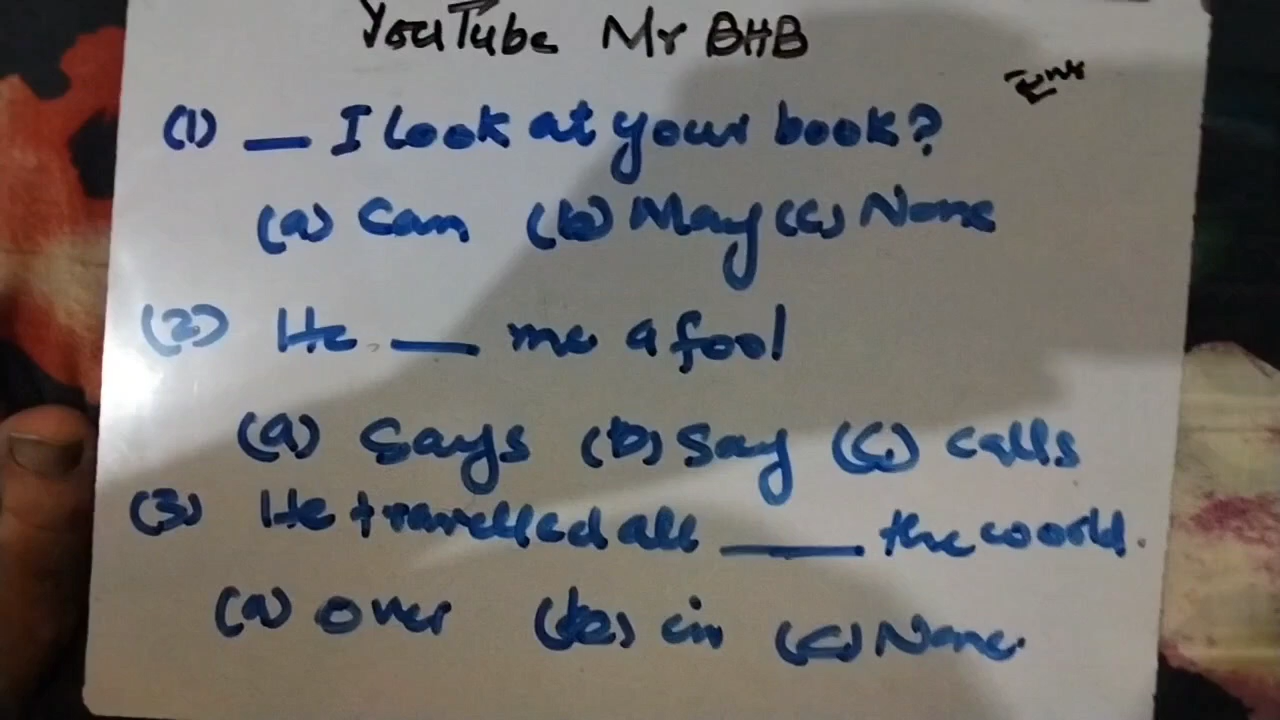 YouTube Mr BHB
(1) __ I look at your book?
(a) Can (b) May (c) None
(2) He __ me a fool
(a) Says (b) Say (c) calls
(3) He travelled all ___ the world.
(a) over (b) in (c) None.